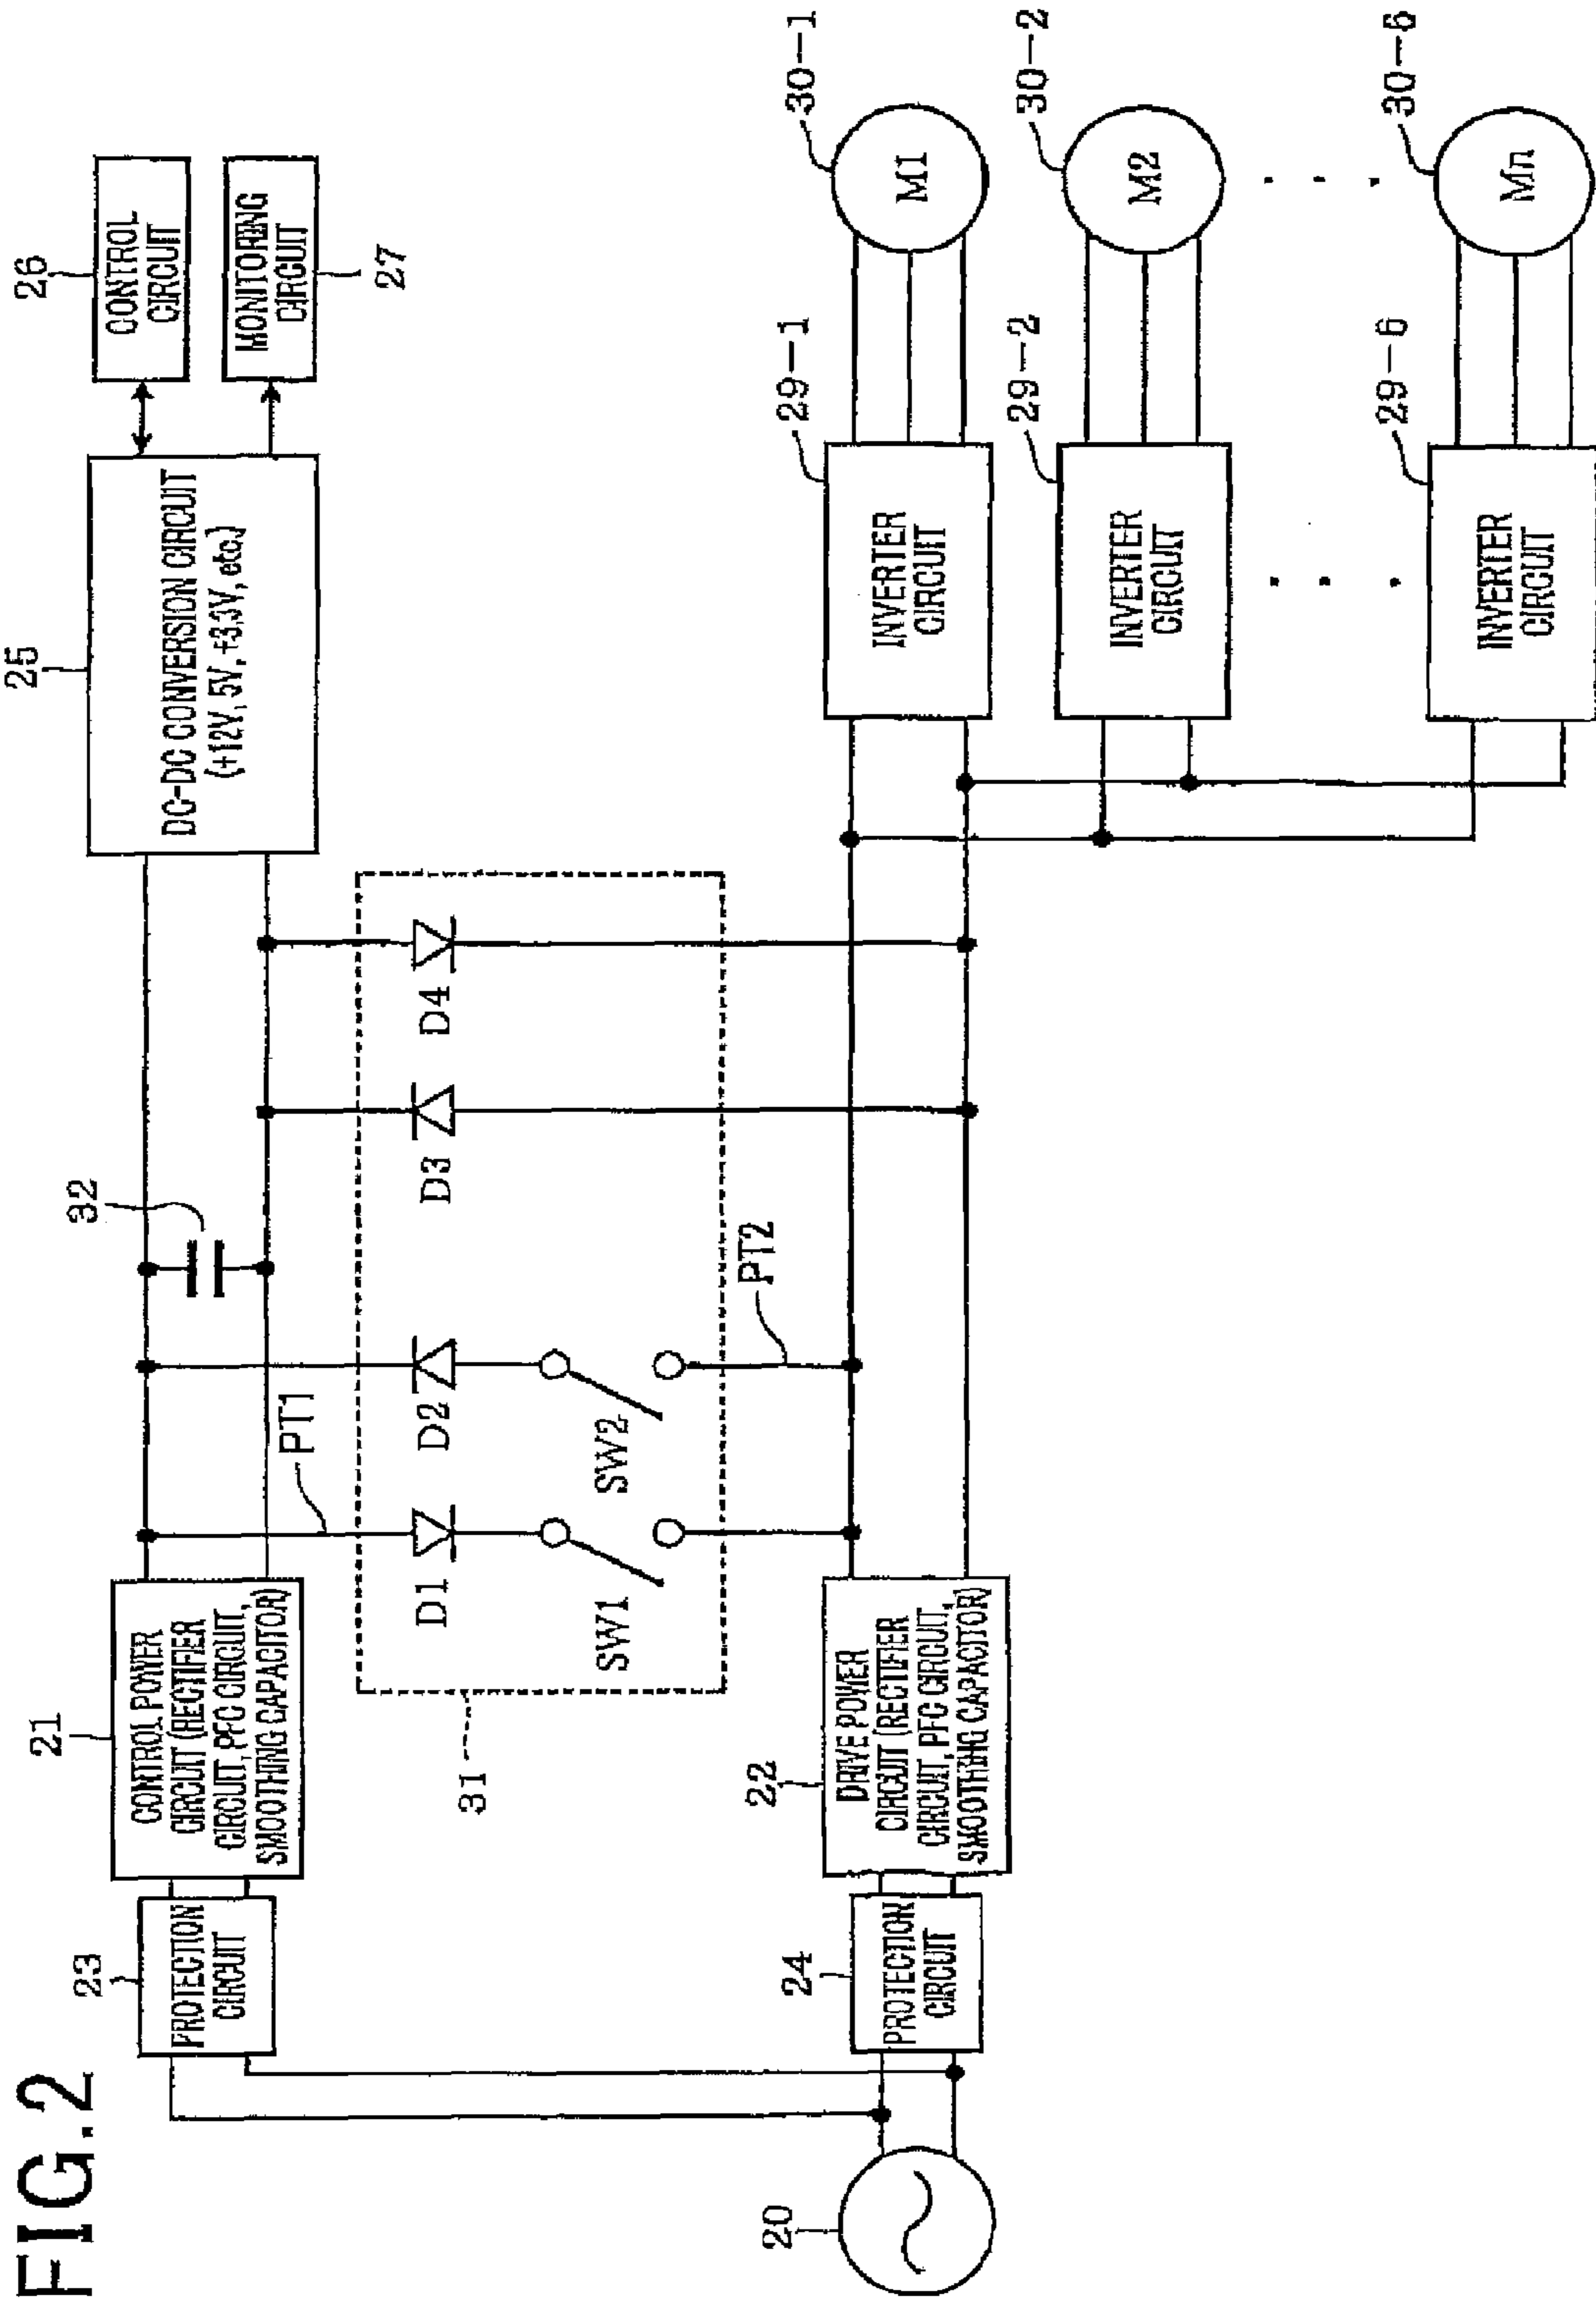 FIG.2
20
23
PROTECTION
CIRCUIT
24
PROTECTION
CIRCUIT
21
CONTROL POWER
CIRCUIT (RECTIFIER
CIRCUIT, PFC CIRCUIT,
SMOOTHING CAPACITOR)
22
DRIVE POWER
CIRCUIT (RECTIFIER
CIRCUIT, PFC CIRCUIT,
SMOOTHING CAPACITOR)
31
PT1
D1
D2
D3
D4
SW1
SW2
PT2
32
25
DC-DC CONVERSION CIRCUIT
(+12V, 5V, +3.3V, etc.)
26
CONTROL
CIRCUIT
MONITORING
CIRCUIT
27
29-1
INVERTER
CIRCUIT
30-1
M1
29-2
INVERTER
CIRCUIT
30-2
M2
29-6
INVERTER
CIRCUIT
30-6
Mn